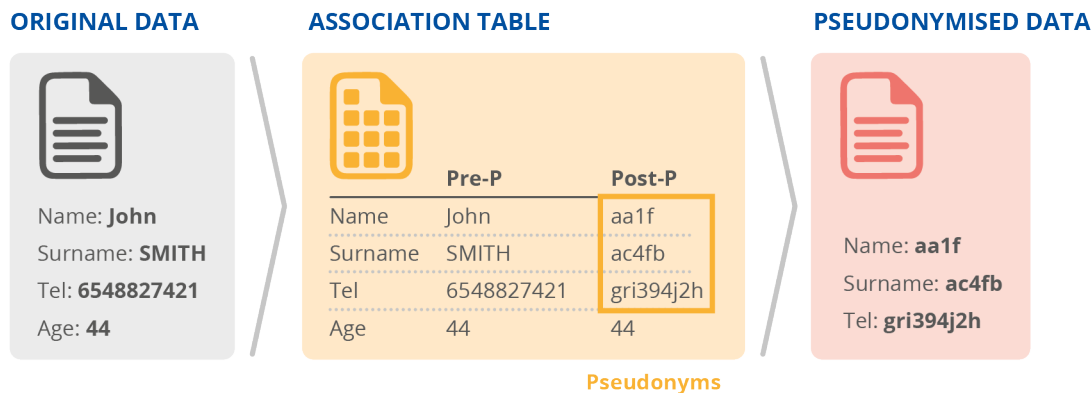 ORIGINAL DATA
Name: John
Surname: SMITH
Tel: 6548827421
Age: 44
ASSOCIATION TABLE
Pre-P Post-P
Name John aa1f
Surname SMITH ac4fb
Tel 6548827421 gri394j2h
Age 44 44
Pseudonyms
PSEUDONYMISED DATA
Name: aa1f
Surname: ac4fb
Tel: gri394j2h